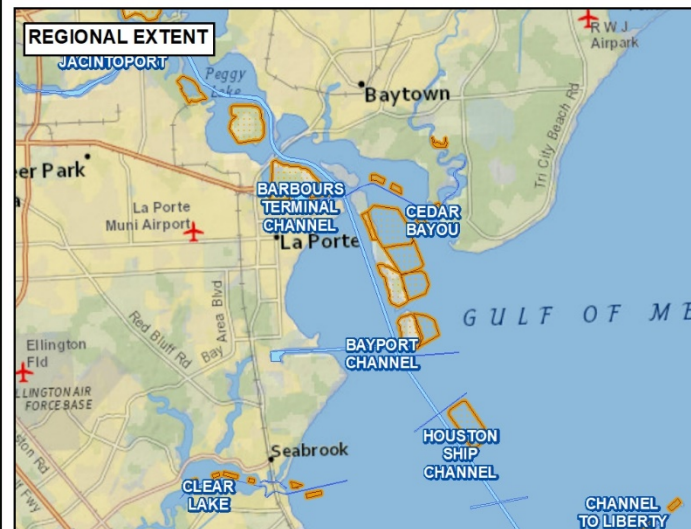 REGIONAL EXTENT
JACINTOPORT
Peggy
Lake
R W J
Airpark
Baytown
Tri City Beach Rd
eer Park
La Porte
Muni Airport
BARBOURS
TERMINAL
CHANNEL
CEDAR
BAYOU
La Porte
Bay Area Blvd
Red Bluff Rd
GULF OF ME
Ellington
Fld
LLINGTON AIR
FORCE BASE
BAYPORT
CHANNEL
HOUSTON
SHIP
CHANNEL
Seabrook
CLEAR
LAKE
CHANNEL
TO LIBERTY